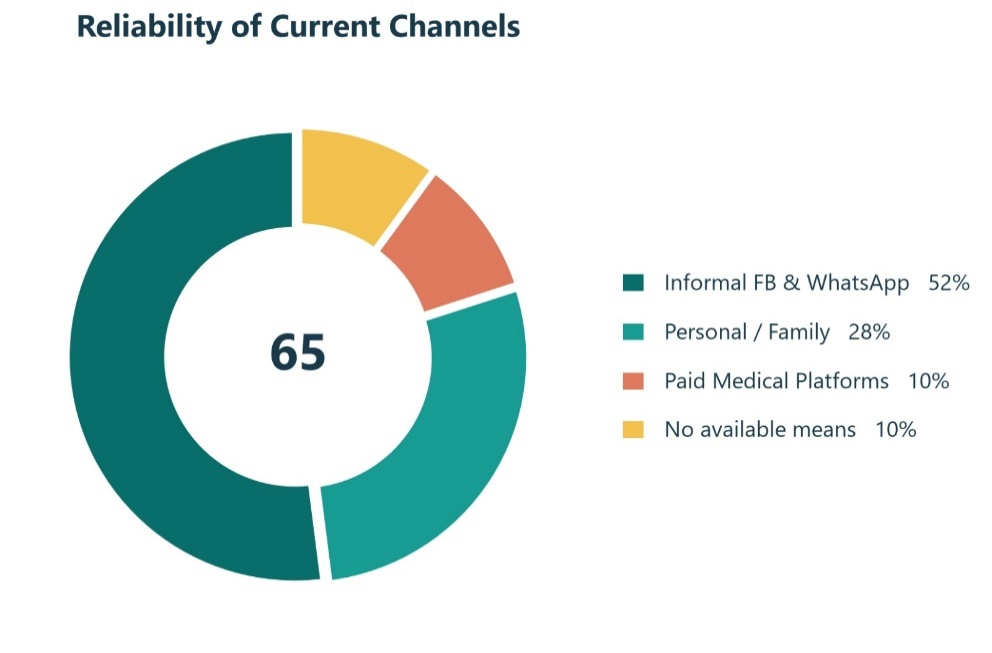 Reliability of Current Channels
65
Informal FB & WhatsApp 52%
Personal / Family 28%
Paid Medical Platforms 10%
No available means 10%